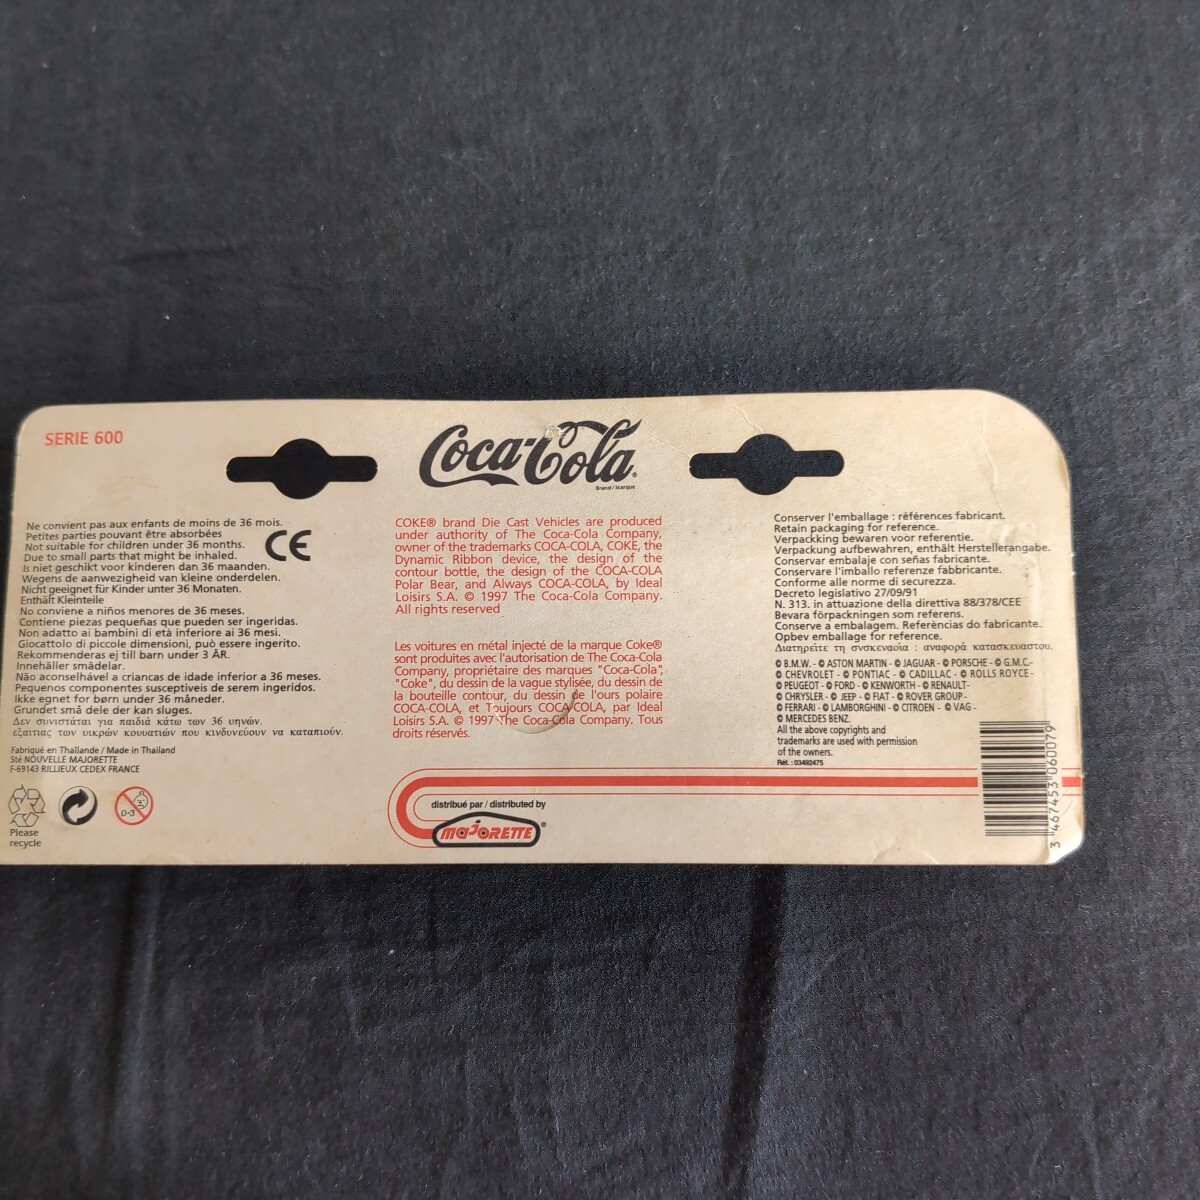 SERIE 600
Coca-Cola®
Brand / Marque
Ne convient pas aux enfants de moins de 36 mois.
Petites parties pouvant être absorbées
Not suitable for children under 36 months.
Due to small parts that might be inhaled.
Is niet geschikt voor kinderen dan 36 maanden.
Wegens de aanwezigheid van kleine onderdelen.
Nicht geeignet für Kinder unter 36 Monaten.
Enthält Kleinteile
No conviene a niños menores de 36 meses.
Contiene piezas pequeñas que pueden ser ingeridas.
Non adatto ai bambini di età inferiore ai 36 mesi.
Giocattolo di piccole dimensioni, può essere ingerito.
Rekommenderas ej till barn under 3 ÅR.
Innehåller smådelar.
Não aconselhável a criancas de idade inferior a 36 meses.
Pequenos componentes susceptiveis de serem ingeridos.
Ikke egnet for børn under 36 måneder.
Grundet små dele der kan sluges.
Δεν συνιστάται για παιδιά κάτω των 36 υηνών.
εξαιτιας των υικρών κουυατιών που κινδυνεύουν να καταπιούν.
CE
Fabriqué en Thaïlande / Made in Thailand
Sté NOUVELLE MAJORETTE
F-69143 RILLIEUX CEDEX FRANCE
Please
recycle
0-3
COKE® brand Die Cast Vehicles are produced
under authority of The Coca-Cola Company,
owner of the trademarks COCA-COLA, COKE, the
Dynamic Ribbon device, the design of the
contour bottle, the design of the COCA-COLA
Polar Bear, and Always COCA-COLA, by Ideal
Loisirs S.A. © 1997 The Coca-Cola Company.
All rights reserved
Les voitures en métal injecté de la marque Coke®
sont produites avec l'autorisation de The Coca-Cola
Company, propriétaire des marques "Coca-Cola",
"Coke", du dessin de la vague stylisée, du dessin de
la bouteille contour, du dessin de l'ours polaire
COCA-COLA, et Toujours COCA COLA, par Ideal
Loisirs S.A. © 1997 The Coca-Cola Company. Tous
droits réservés.
distribué par / distributed by
MAJORETTE®
Conserver l'emballage : références fabricant.
Retain packaging for reference.
Verpackking bewaren voor referentie.
Verpackung aufbewahren, enthält Herstellerangabe.
Conservar embalaje con señas fabricante.
Conservare l'imballo referenze fabbricante.
Conforme alle norme di securezza.
Decreto legislativo 27/09/91
N. 313. in attuazione della direttiva 88/378/CEE
Bevara förpackningen som referens.
Conserve a embalagem. Referências do fabricante.
Opbev emballage for reference.
Διατηρείτε τη συσκευαοία : αναφορά κατασκευαστου.
© B.M.W. - © ASTON MARTIN - © JAGUAR - © PORSCHE - © G.M.C.-
© CHEVROLET - © PONTIAC - © CADILLAC - © ROLLS ROYCE -
© PEUGEOT - © FORD - © KENWORTH - © RENAULT-
© CHRYSLER - © JEEP - © FIAT - © ROVER GROUP -
© FERRARI - © LAMBORGHINI - © CITROEN - © VAG -
© MERCEDES BENZ.
All the above copyrights and
trademarks are used with permission
of the owners.
Réf. : 03492475
3 467453 060079